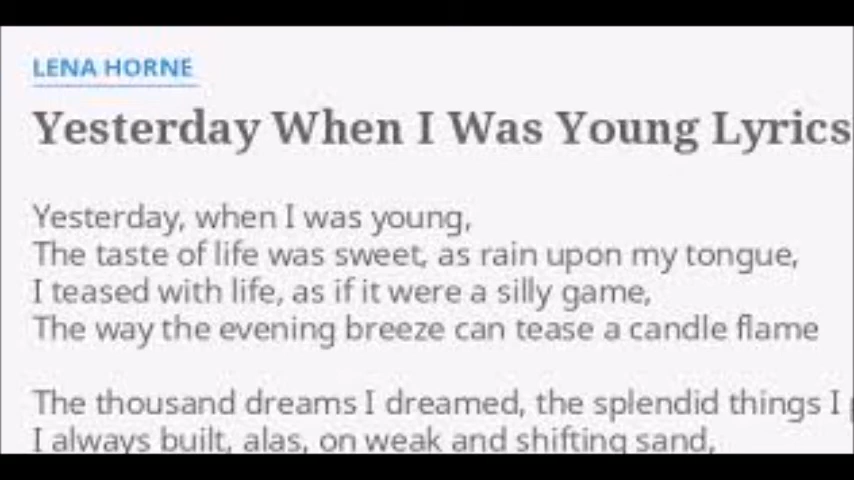 LENA HORNE
Yesterday When I Was Young Lyrics
Yesterday, when I was young,
The taste of life was sweet, as rain upon my tongue,
I teased with life, as if it were a silly game,
The way the evening breeze can tease a candle flame
The thousand dreams I dreamed, the splendid things I
I always built, alas, on weak and shifting sand,